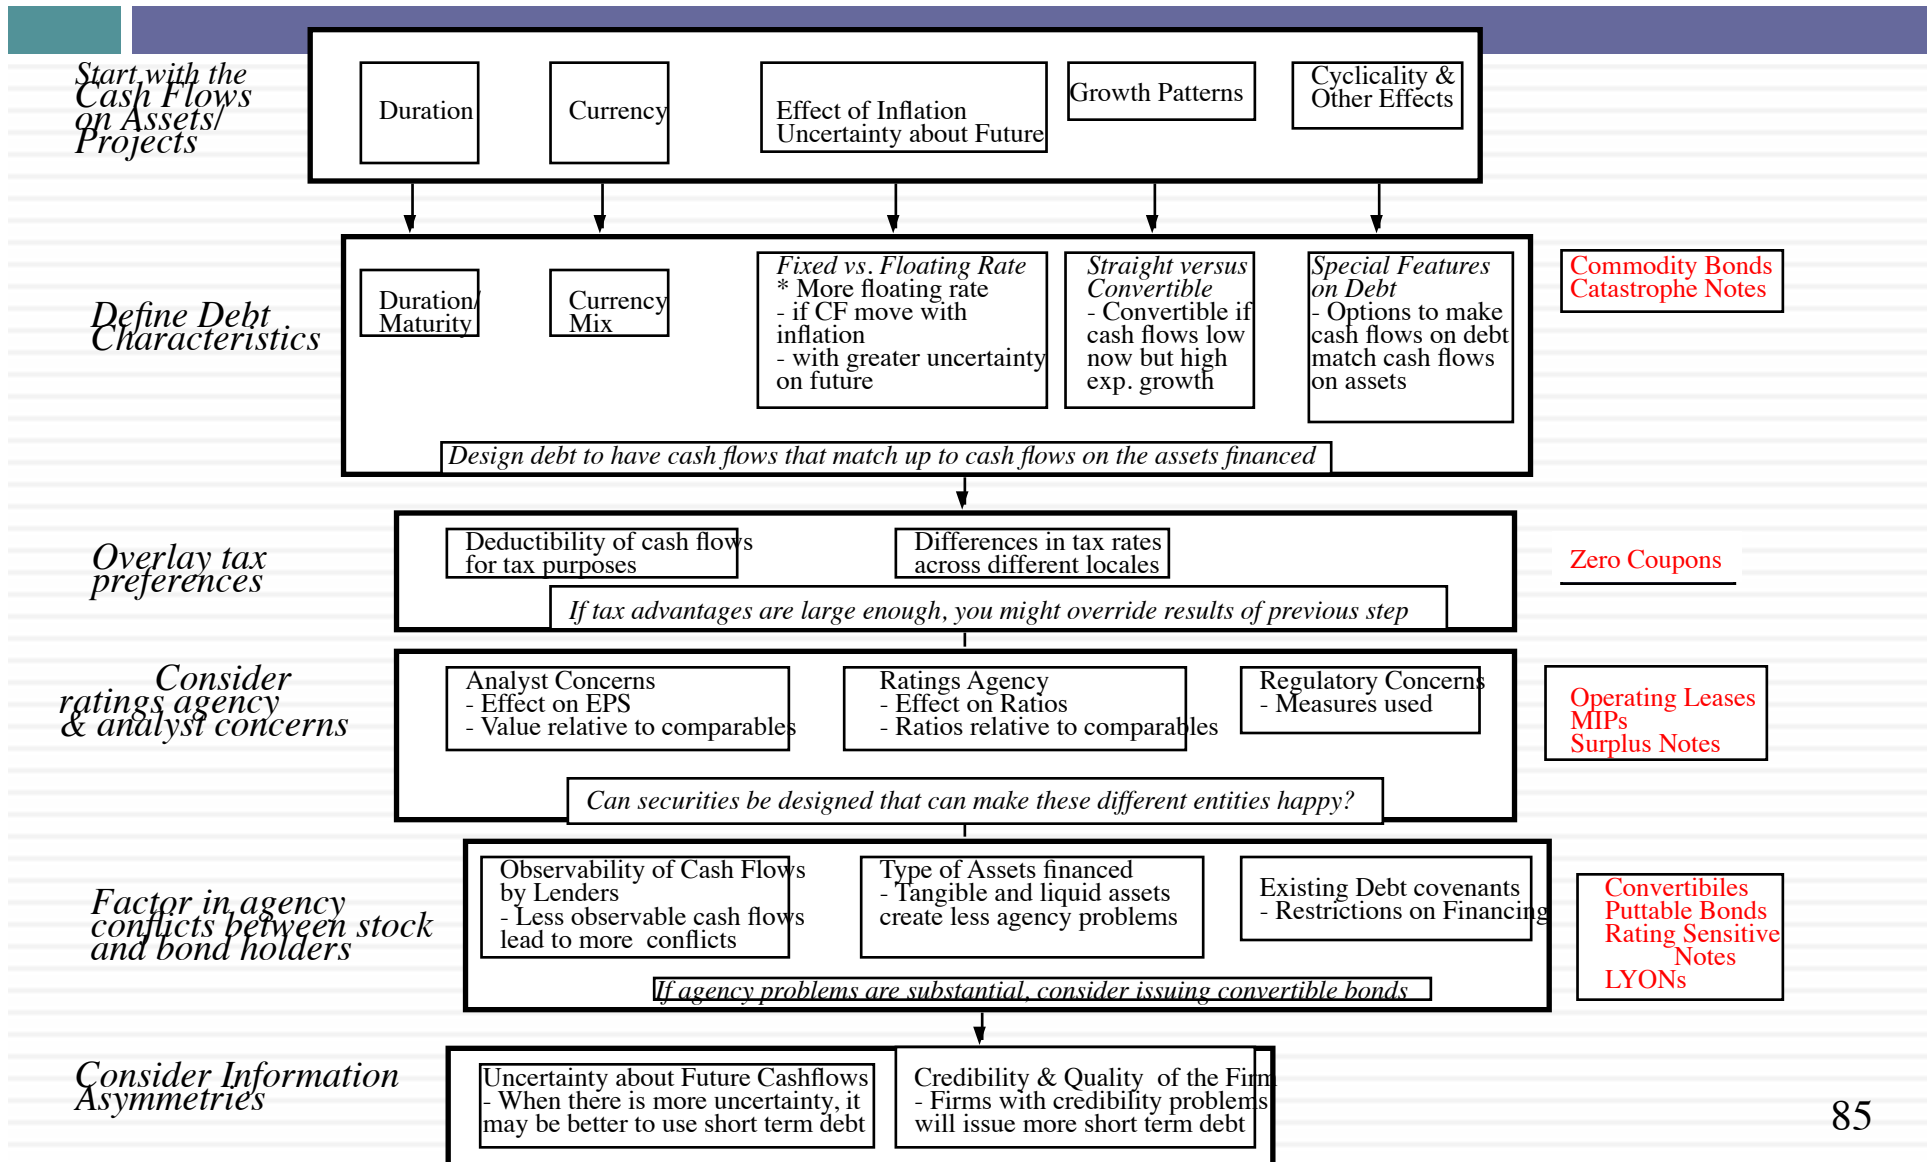 Start with the
Cash Flows
on Assets/
Projects
Duration
Currency
Effect of Inflation
Uncertainty about Future
Growth Patterns
Cyclicality &
Other Effects
Define Debt
Characteristics
Duration/
Maturity
Currency
Mix
Fixed vs. Floating Rate
* More floating rate
- if CF move with
inflation
- with greater uncertainty
on future
Straight versus
Convertible
- Convertible if
cash flows low
now but high
exp. growth
Special Features
on Debt
- Options to make
cash flows on debt
match cash flows
on assets
Commodity Bonds
Catastrophe Notes
Design debt to have cash flows that match up to cash flows on the assets financed
Overlay tax
preferences
Deductibility of cash flows
for tax purposes
Differences in tax rates
across different locales
Zero Coupons
If tax advantages are large enough, you might override results of previous step
Consider
ratings agency
& analyst concerns
Analyst Concerns
- Effect on EPS
- Value relative to comparables
Ratings Agency
- Effect on Ratios
- Ratios relative to comparables
Regulatory Concerns
- Measures used
Operating Leases
MIPs
Surplus Notes
Can securities be designed that can make these different entities happy?
Factor in agency
conflicts between stock
and bond holders
Observability of Cash Flows
by Lenders
- Less observable cash flows
lead to more conflicts
Type of Assets financed
- Tangible and liquid assets
create less agency problems
Existing Debt covenants
- Restrictions on Financing
Convertibiles
Puttable Bonds
Rating Sensitive
Notes
LYONs
If agency problems are substantial, consider issuing convertible bonds
Consider Information
Asymmetries
Uncertainty about Future Cashflows
- When there is more uncertainty, it
may be better to use short term debt
Credibility & Quality of the Firm
- Firms with credibility problems
will issue more short term debt
85